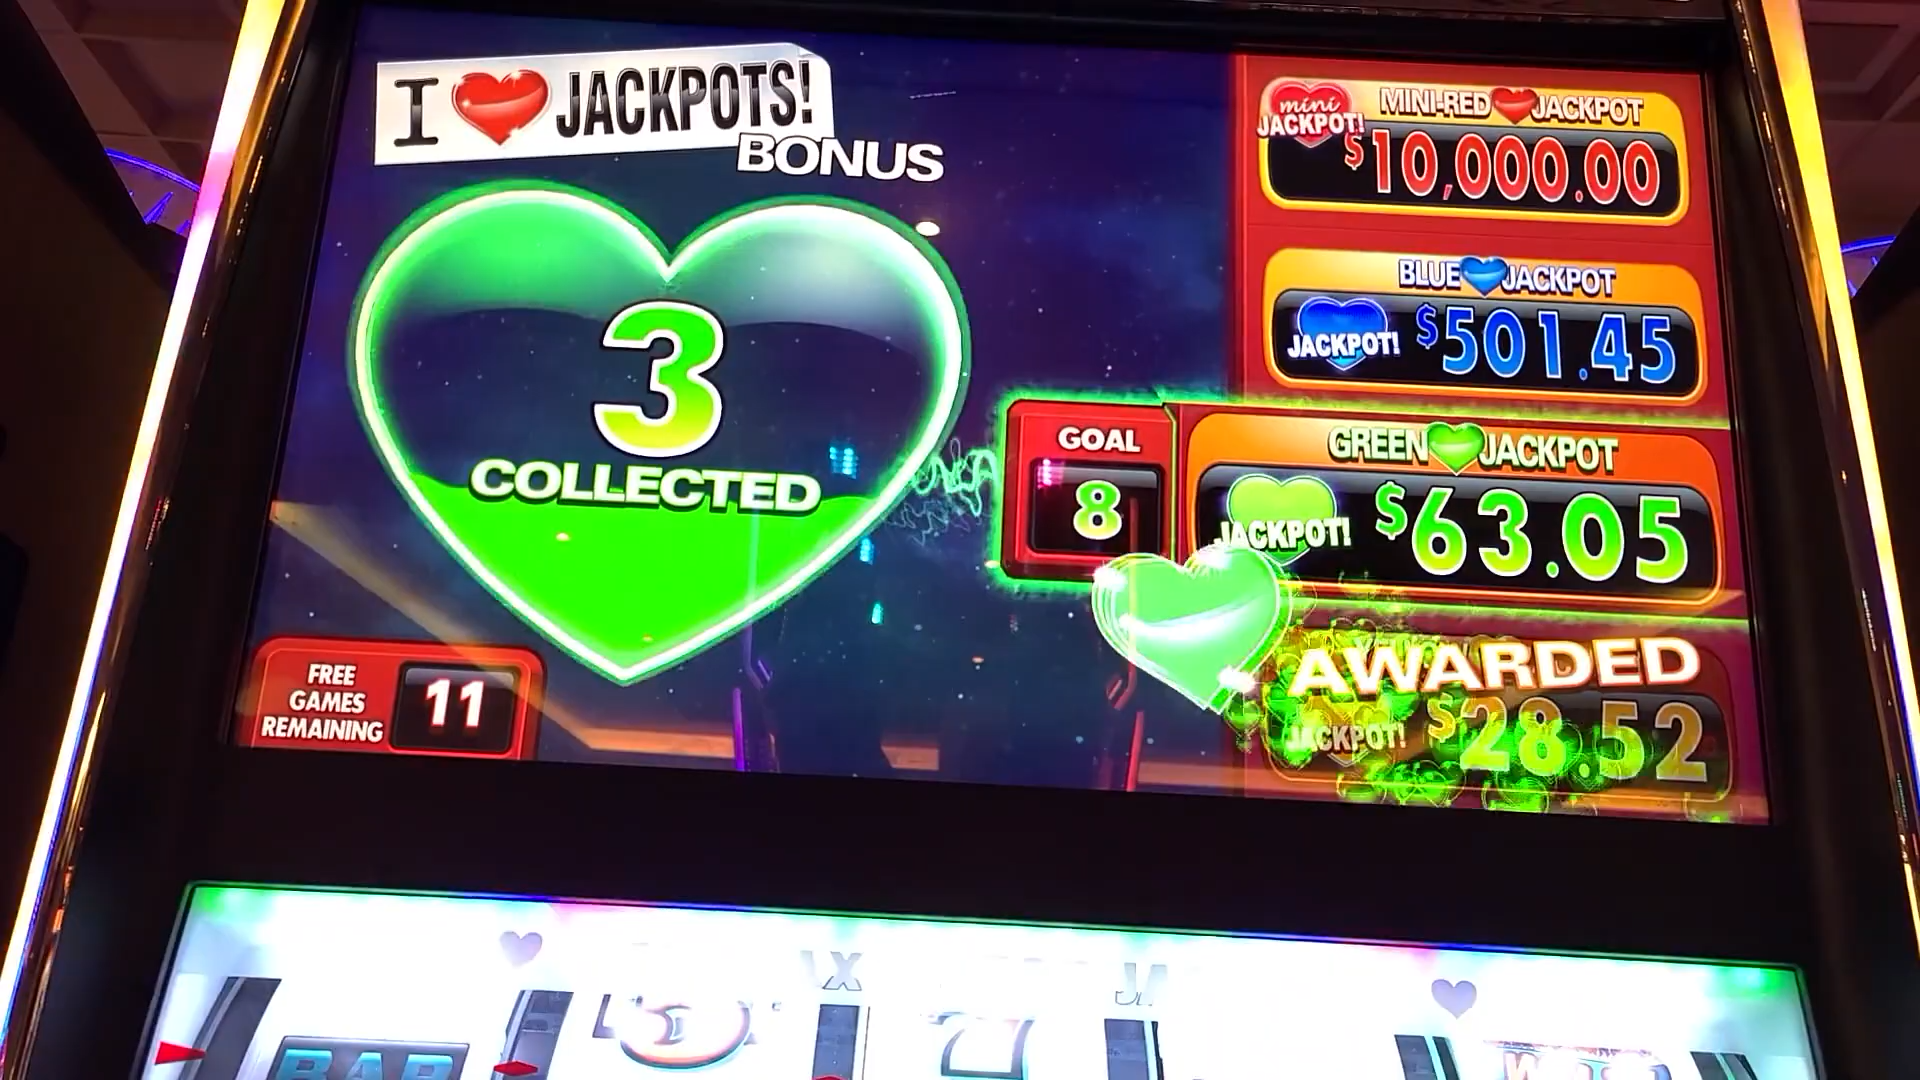 I JACKPOTS!
BONUS
3
COLLECTED
FREE
GAMES
REMAINING
11
mini
JACKPOT!
MINI-RED JACKPOT
$10,000.00
BLUE JACKPOT
JACKPOT!
$501.45
GOAL
8
GREEN JACKPOT
JACKPOT!
$63.05
AWARDED
JACKPOT!
$28.52
BAR